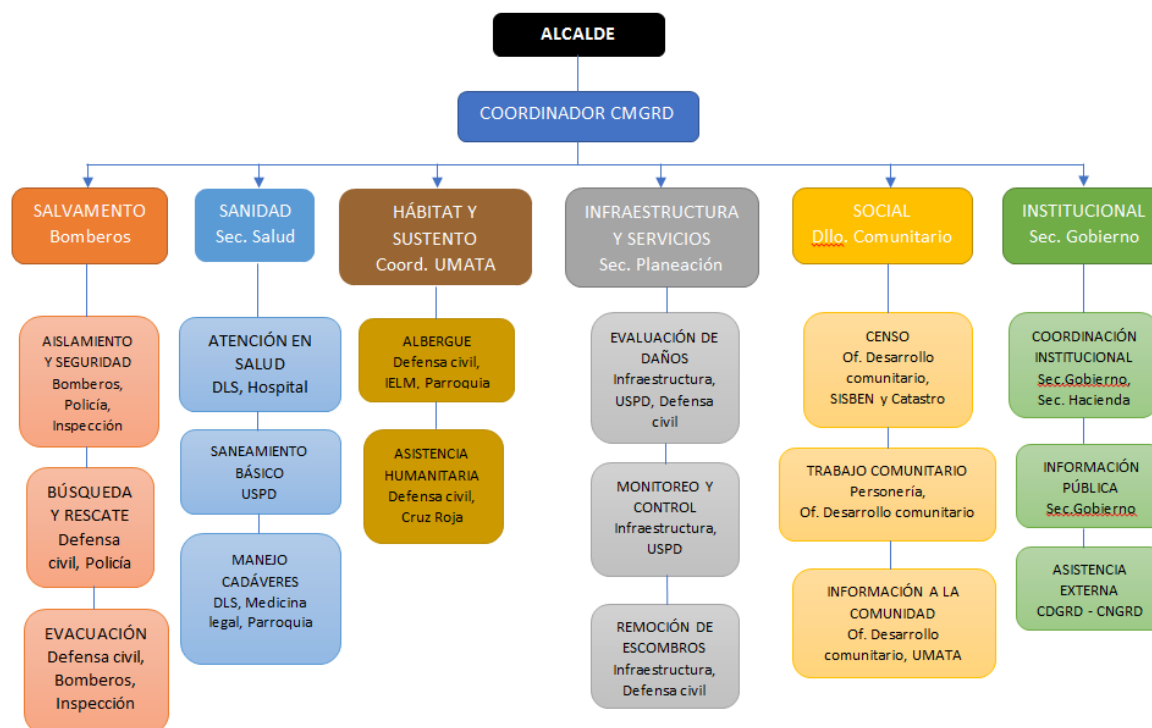 ALCALDE
COORDINADOR CMGRD
SALVAMENTO
Bomberos
AISLAMIENTO
Y SEGURIDAD
Bomberos,
Policía,
Inspección
BÚSQUEDA
Y RESCATE
Defensa
civil, Policía
EVACUACIÓN
Defensa civil,
Bomberos,
Inspección
SANIDAD
Sec. Salud
ATENCIÓN EN
SALUD
DLS, Hospital
SANEAMIENTO
BÁSICO
USPD
MANEJO
CADÁVERES
DLS, Medicina
legal, Parroquia
HÁBITAT Y
SUSTENTO
Coord. UMATA
ALBERGUE
Defensa civil,
IELM, Parroquia
ASISTENCIA
HUMANITARIA
Defensa civil,
Cruz Roja
INFRAESTRUCTURA
Y SERVICIOS
Sec. Planeación
EVALUACIÓN DE
DAÑOS
Infraestructura,
USPD, Defensa
civil
MONITOREO Y
CONTROL
Infraestructura,
USPD
REMOCIÓN DE
ESCOMBROS
Infraestructura,
Defensa civil
SOCIAL
Dllo. Comunitario
CENSO
Of. Desarrollo
comunitario,
SISBEN y Catastro
TRABAJO COMUNITARIO
Personería,
Of. Desarrollo comunitario
INFORMACIÓN A LA
COMUNIDAD
Of. Desarrollo
comunitario, UMATA
INSTITUCIONAL
Sec. Gobierno
COORDINACIÓN
INSTITUCIONAL
Sec.Gobierno,
Sec. Hacienda
INFORMACIÓN
PÚBLICA
Sec.Gobierno
ASISTENCIA
EXTERNA
CDGRD - CNGRD